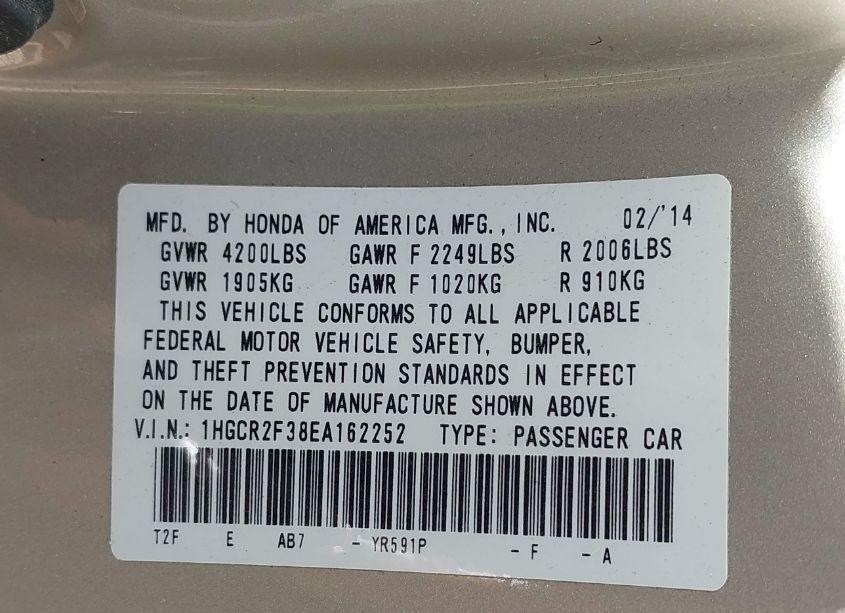 MFD. BY HONDA OF AMERICA MFG., INC. 02/'14
GVWR 4200LBS GAWR F 2249LBS R 2006LBS
GVWR 1905KG GAWR F 1020KG R 910KG
THIS VEHICLE CONFORMS TO ALL APPLICABLE
FEDERAL MOTOR VEHICLE SAFETY, BUMPER,
AND THEFT PREVENTION STANDARDS IN EFFECT
ON THE DATE OF MANUFACTURE SHOWN ABOVE.
V.I.N.: 1HGCR2F38EA162252 TYPE: PASSENGER CAR
T2F E AB7 - YR591P - F - A